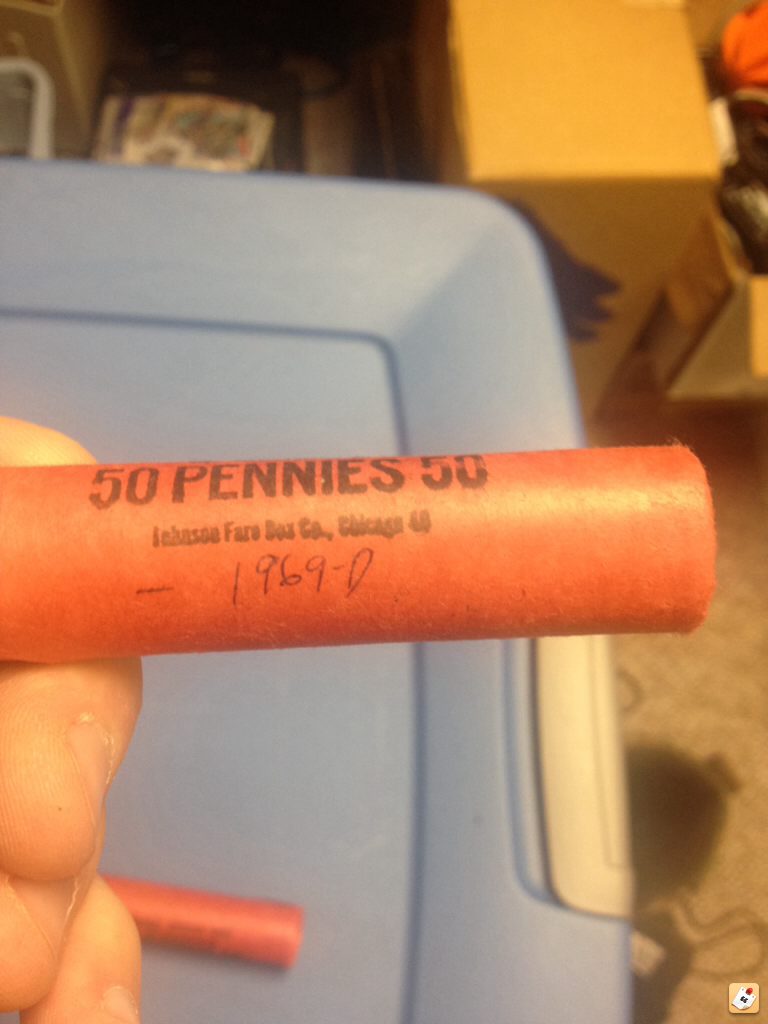 50 PENNIES 50
Johnson Fare Box Co., Chicago 40
— 1969-D